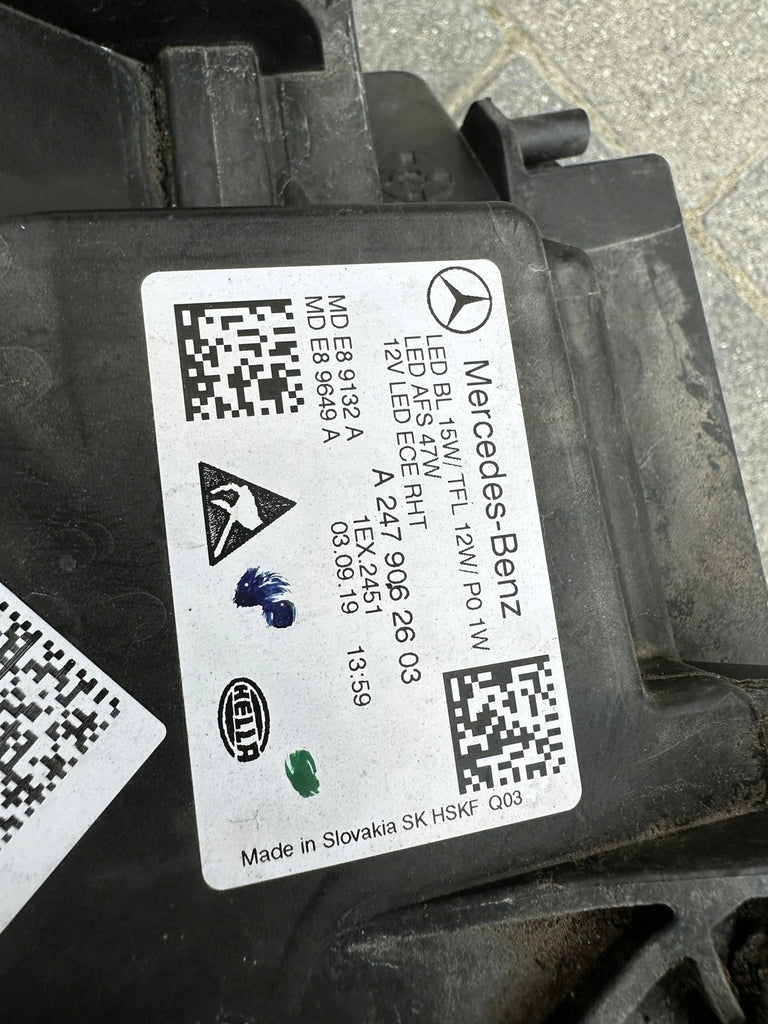 Mercedes-Benz
LED BL 15W/ TFL 12W/ PO 1W
LED AFS 47W
12V LED ECE RHT
A 247 906 26 03
1EX.2451
03.09.19 13:59
MD E8 9132 A
MD E8 9649 A
HELLA
Made in Slovakia SK HSKF Q03